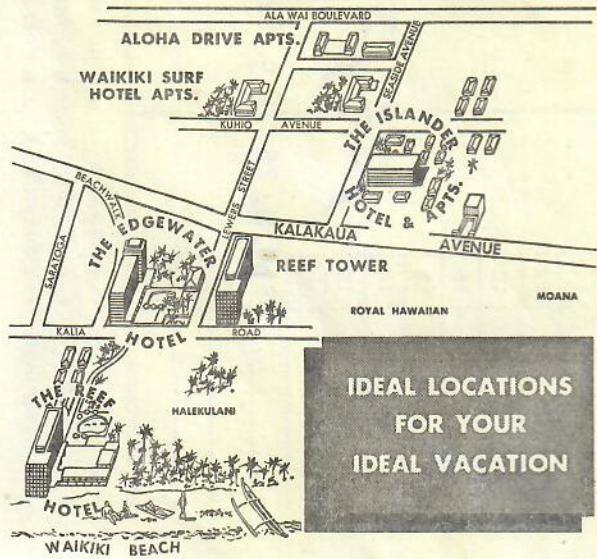 ALA WAI BOULEVARD
ALOHA DRIVE APTS.
SEASIDE AVENUE
WAIKIKI SURF
HOTEL APTS.
KUHIO AVENUE
THE ISLANDER
HOTEL & APTS.
LEWERS STREET
BEACHWALK
SARATOGA
THE EDGEWATER
HOTEL
KALAKAUA AVENUE
REEF TOWER
ROYAL HAWAIIAN
MOANA
KALIA ROAD
THE REEF
HOTEL
HALEKULANI
IDEAL LOCATIONS
FOR YOUR
IDEAL VACATION
WAIKIKI BEACH